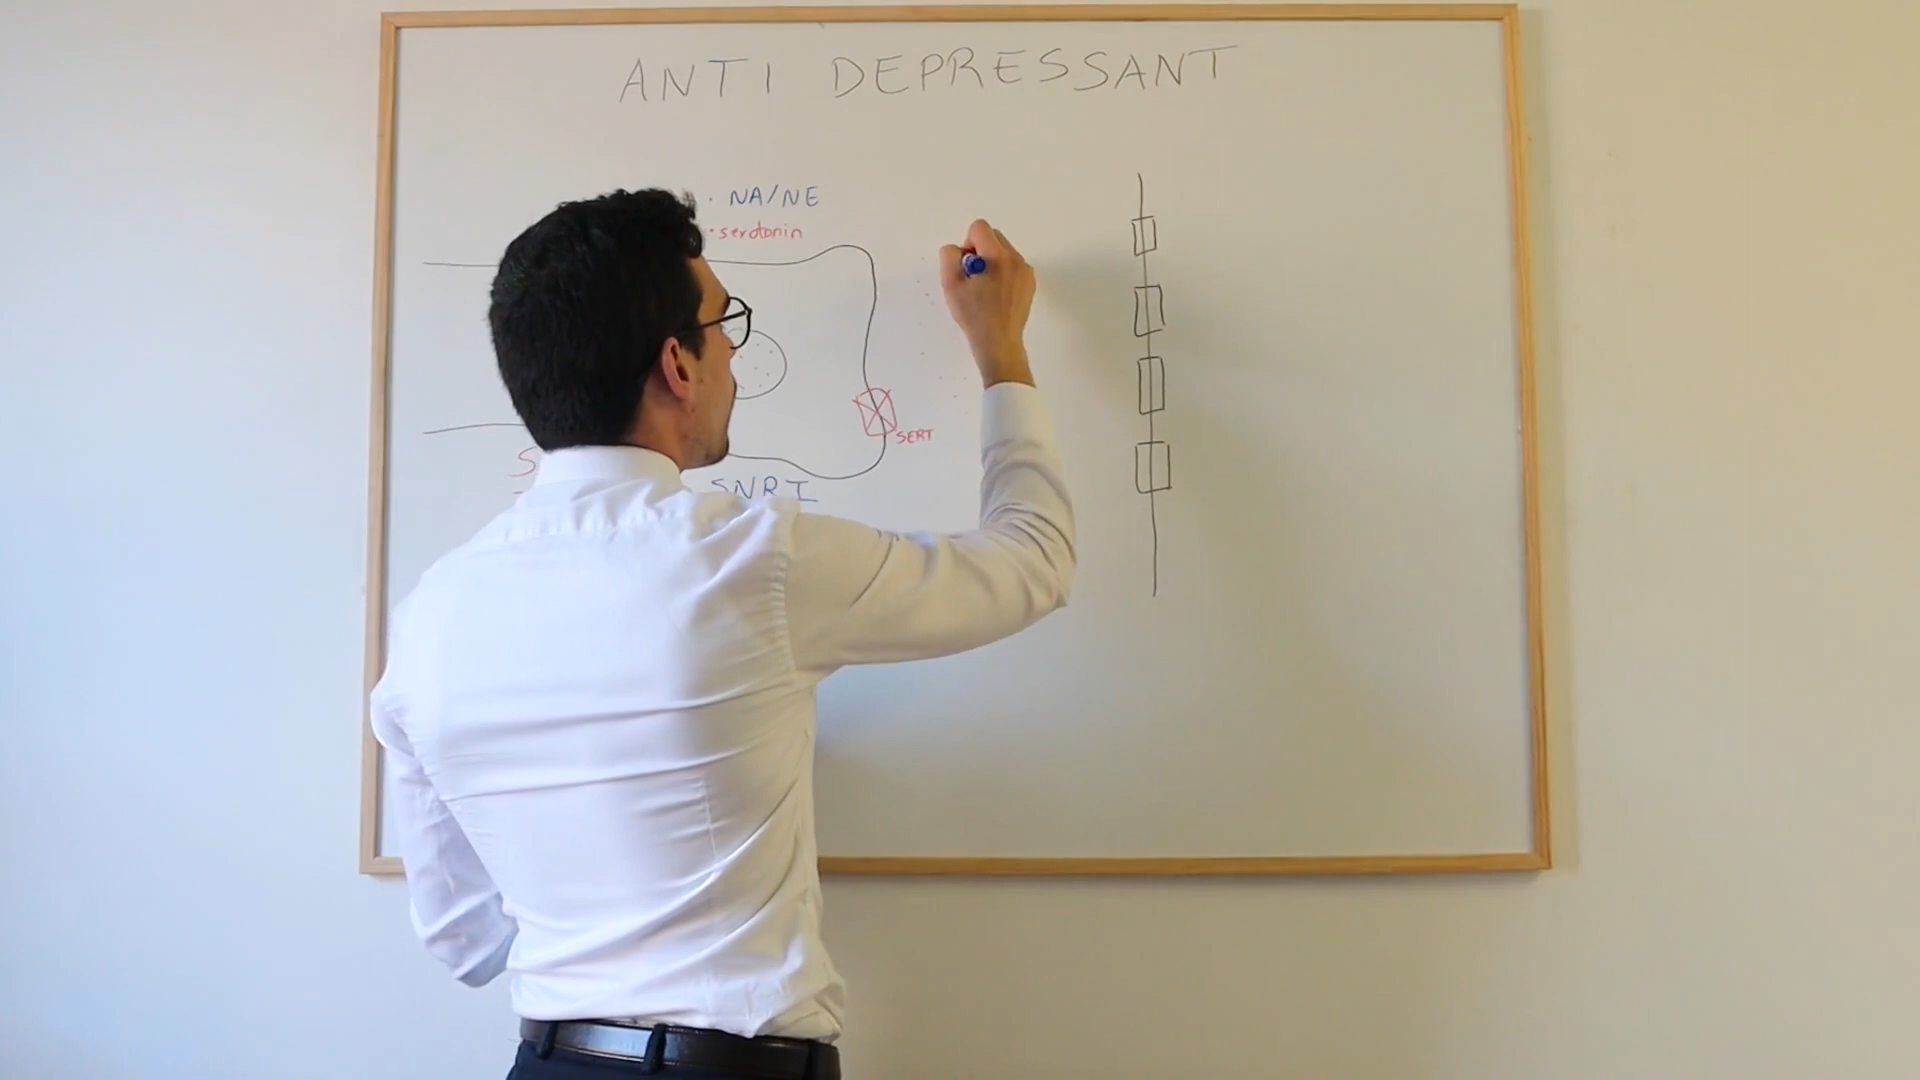 ANTI DEPRESSANT
· NA/NE
· serotonin
SERT
S
SNRI